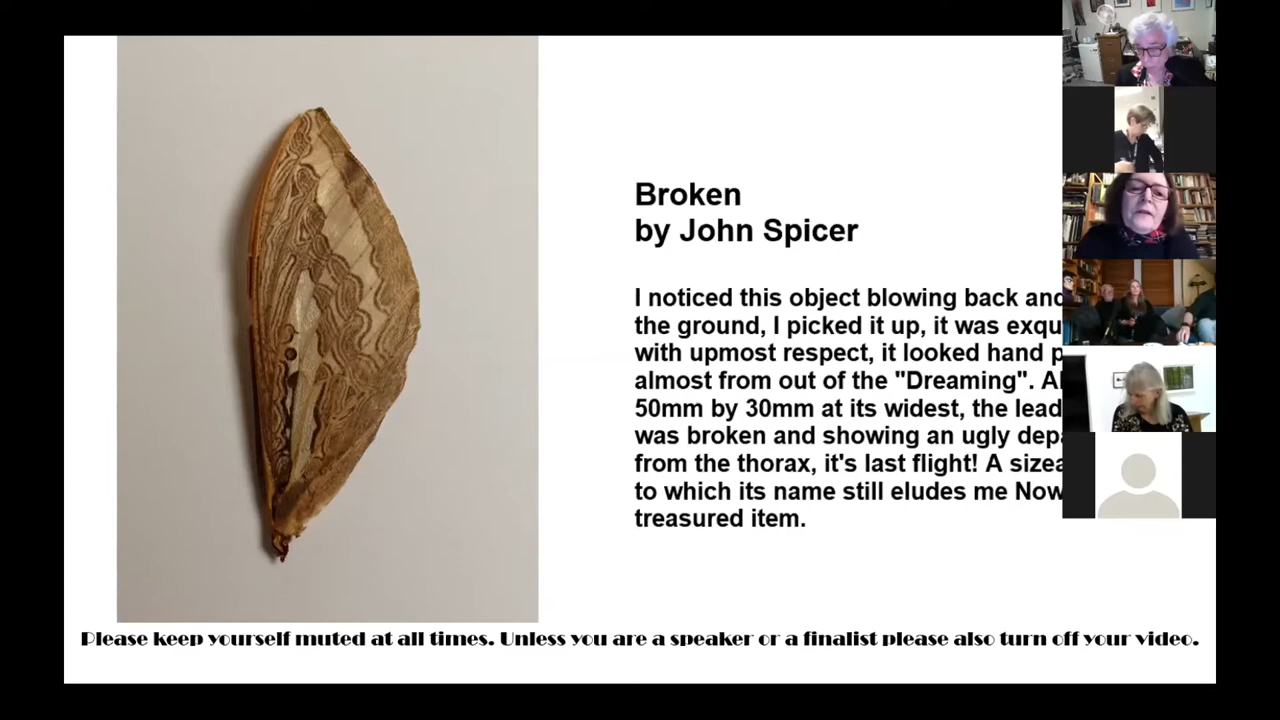 Broken
by John Spicer
I noticed this object blowing back and
the ground, I picked it up, it was
with upmost respect, it looked hand
almost from out of the "Dreaming".
50mm by 30mm at its widest, the
was broken and showing an ugly
from the thorax, it's last flight! A
to which its name still eludes me Now
treasured item.
Please keep yourself muted at all times. Unless you are a speaker or a finalist please also turn off your video.